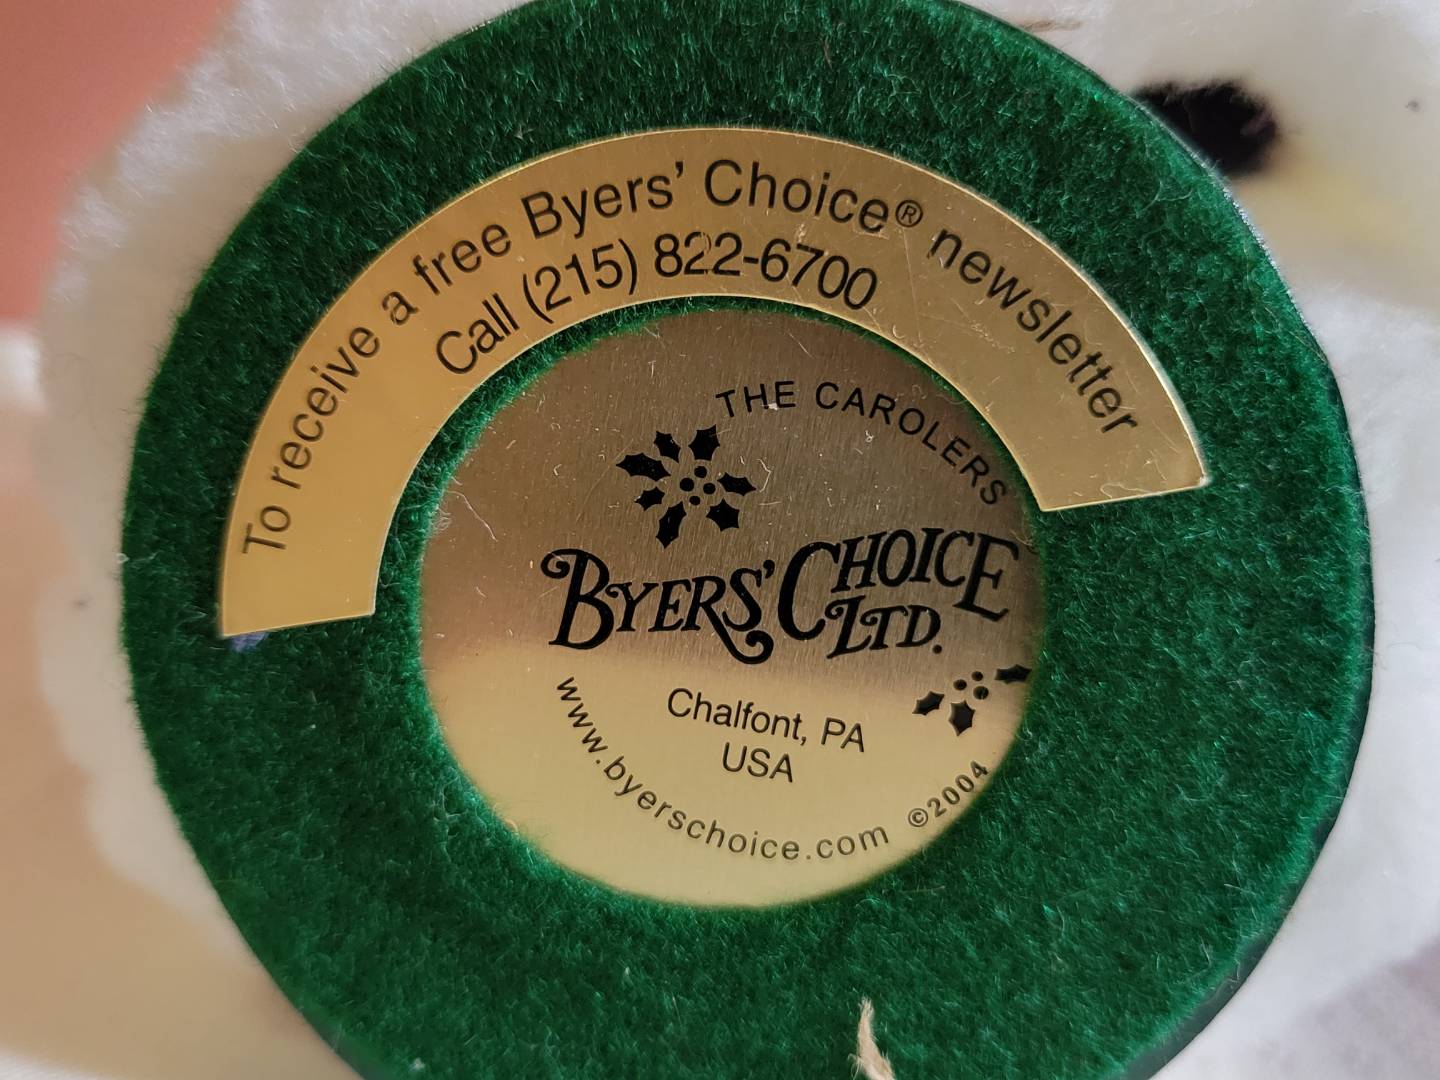 To receive a free Byers' Choice® newsletter
Call (215) 822-6700
THE CAROLERS
BYERS' CHOICE
LTD.
Chalfont, PA
USA
www.byerschoice.com ©2004